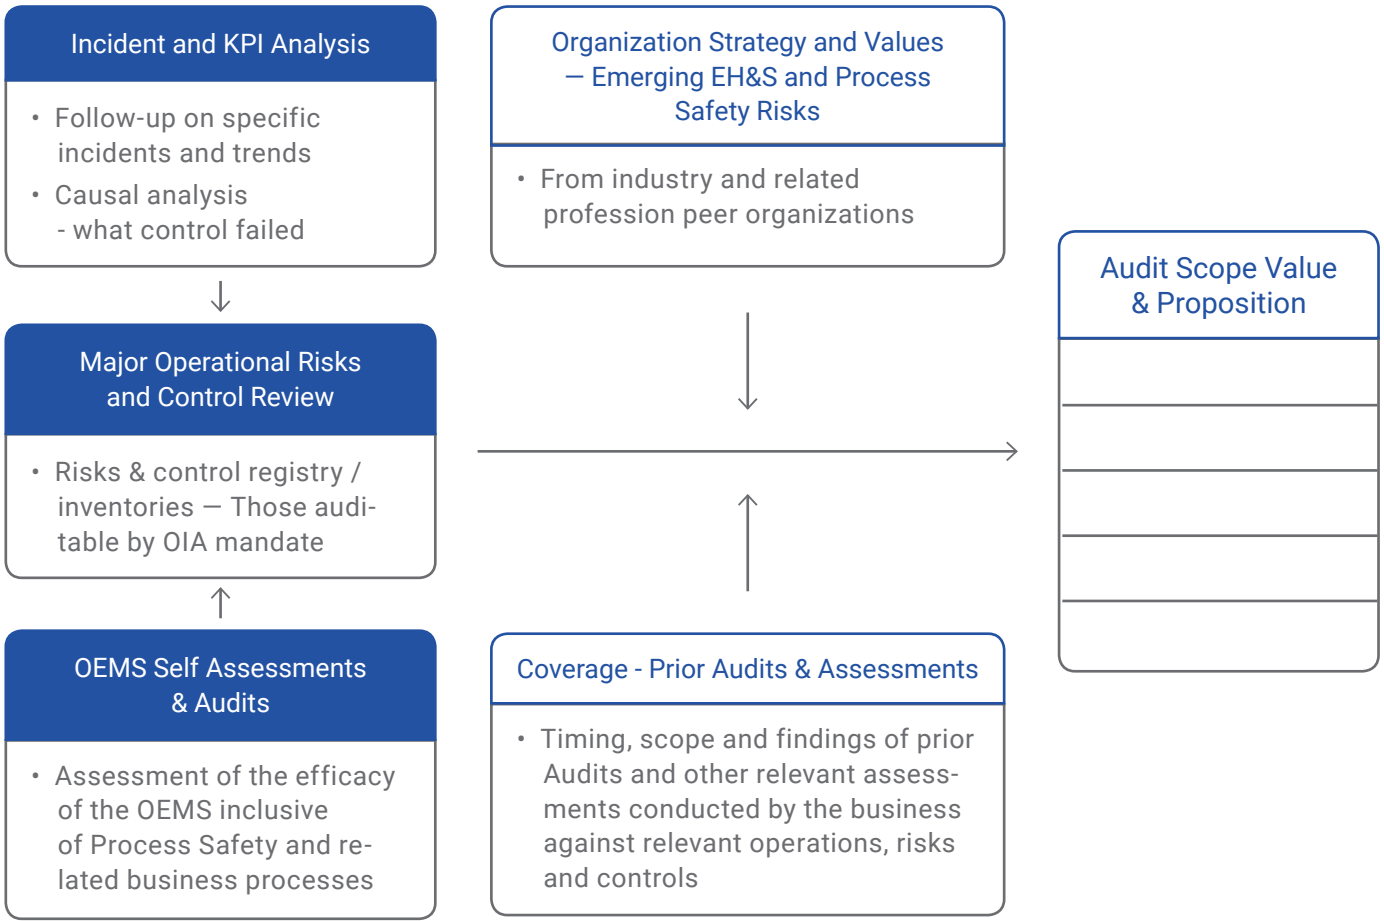 Incident and KPI Analysis
• Follow-up on specific
incidents and trends
• Causal analysis
- what control failed
Major Operational Risks
and Control Review
• Risks & control registry /
inventories — Those audi-
table by OIA mandate
OEMS Self Assessments
& Audits
• Assessment of the efficacy
of the OEMS inclusive
of Process Safety and re-
lated business processes
Organization Strategy and Values
— Emerging EH&S and Process
Safety Risks
• From industry and related
profession peer organizations
Coverage - Prior Audits & Assessments
• Timing, scope and findings of prior
Audits and other relevant assess-
ments conducted by the business
against relevant operations, risks
and controls
Audit Scope Value
& Proposition